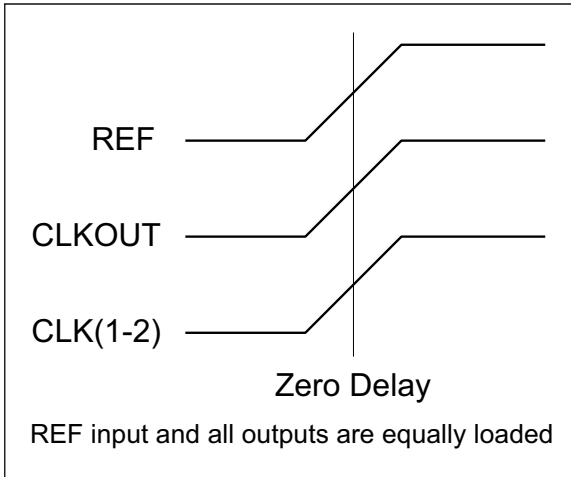 REF
CLKOUT
CLK(1-2)
Zero Delay
REF input and all outputs are equally loaded